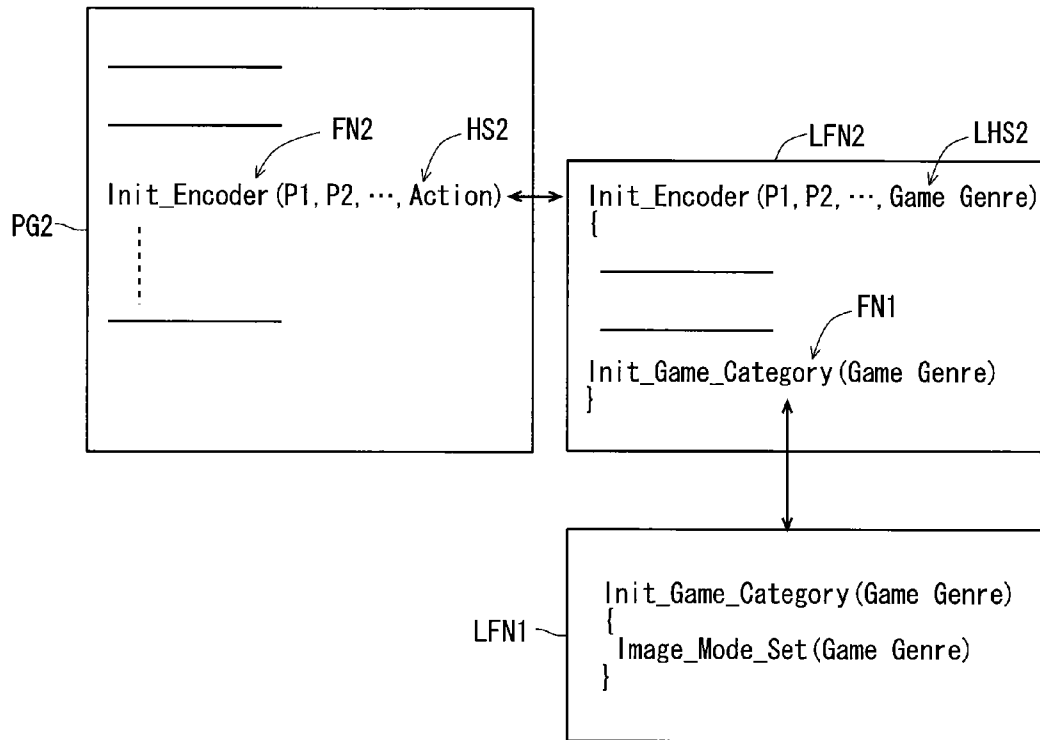 FN2
HS2
Init_Encoder(P1,P2,…,Action)
PG2
LFN2
LHS2
Init_Encoder(P1,P2,…,Game Genre)
{
FN1
Init_Game_Category(Game Genre)
}
LFN1
Init_Game_Category(Game Genre)
{
Image_Mode_Set(Game Genre)
}